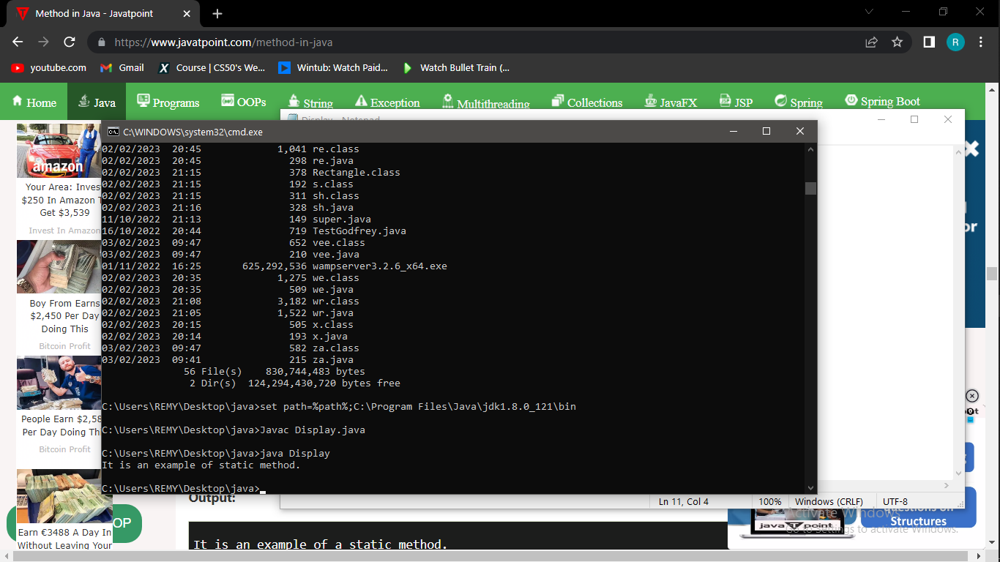 Method in Java - Javatpoint
https://www.javatpoint.com/method-in-java
R
youtube.com
Gmail
Course | CS50's We...
Wintub: Watch Paid...
Watch Bullet Train (...
Home
Java
Programs
OOPs
String
Exception
Multithreading
Collections
JavaFX
JSP
Spring
Spring Boot
Display - Notepad
C:\WINDOWS\system32\cmd.exe
02/02/2023  20:45             1,041 re.class
02/02/2023  20:45               298 re.java
02/02/2023  21:15               378 Rectangle.class
02/02/2023  21:15               192 s.class
02/02/2023  21:15               311 sh.class
02/02/2023  21:16               328 sh.java
11/10/2022  21:13               149 super.java
16/10/2022  20:44               719 TestGodfrey.java
03/02/2023  09:47               652 vee.class
03/02/2023  09:47               210 vee.java
01/11/2022  16:25       625,292,536 wampserver3.2.6_x64.exe
02/02/2023  20:35             1,275 we.class
02/02/2023  20:35               509 we.java
02/02/2023  21:08             3,182 wr.class
02/02/2023  21:05             1,522 wr.java
02/02/2023  20:15               505 x.class
02/02/2023  20:14               193 x.java
03/02/2023  09:47               582 za.class
03/02/2023  09:41               215 za.java
56 File(s)    830,744,483 bytes
2 Dir(s)  124,294,430,720 bytes free
C:\Users\REMY\Desktop\java>set path=%path%;C:\Program Files\Java\jdk1.8.0_121\bin
C:\Users\REMY\Desktop\java>Javac Display.java
C:\Users\REMY\Desktop\java>java Display
It is an example of static method.
C:\Users\REMY\Desktop\java>
amazon
Your Area: Inves
$250 In Amazon
Get $3,539
Invest In Amazon
Boy From Earns
$2,450 Per Day
Doing This
Bitcoin Profit
People Earn $2,58
Per Day Doing Th
Bitcoin Profit
Earn €3488 A Day In
Without Leaving Your
OP
or
Ln 11, Col 4
100%
Windows (CRLF)
UTF-8
Output:
It is an example of a static method.
java point
Questions on
Structures
Activate Windows
Go to Settings to activate Windows.